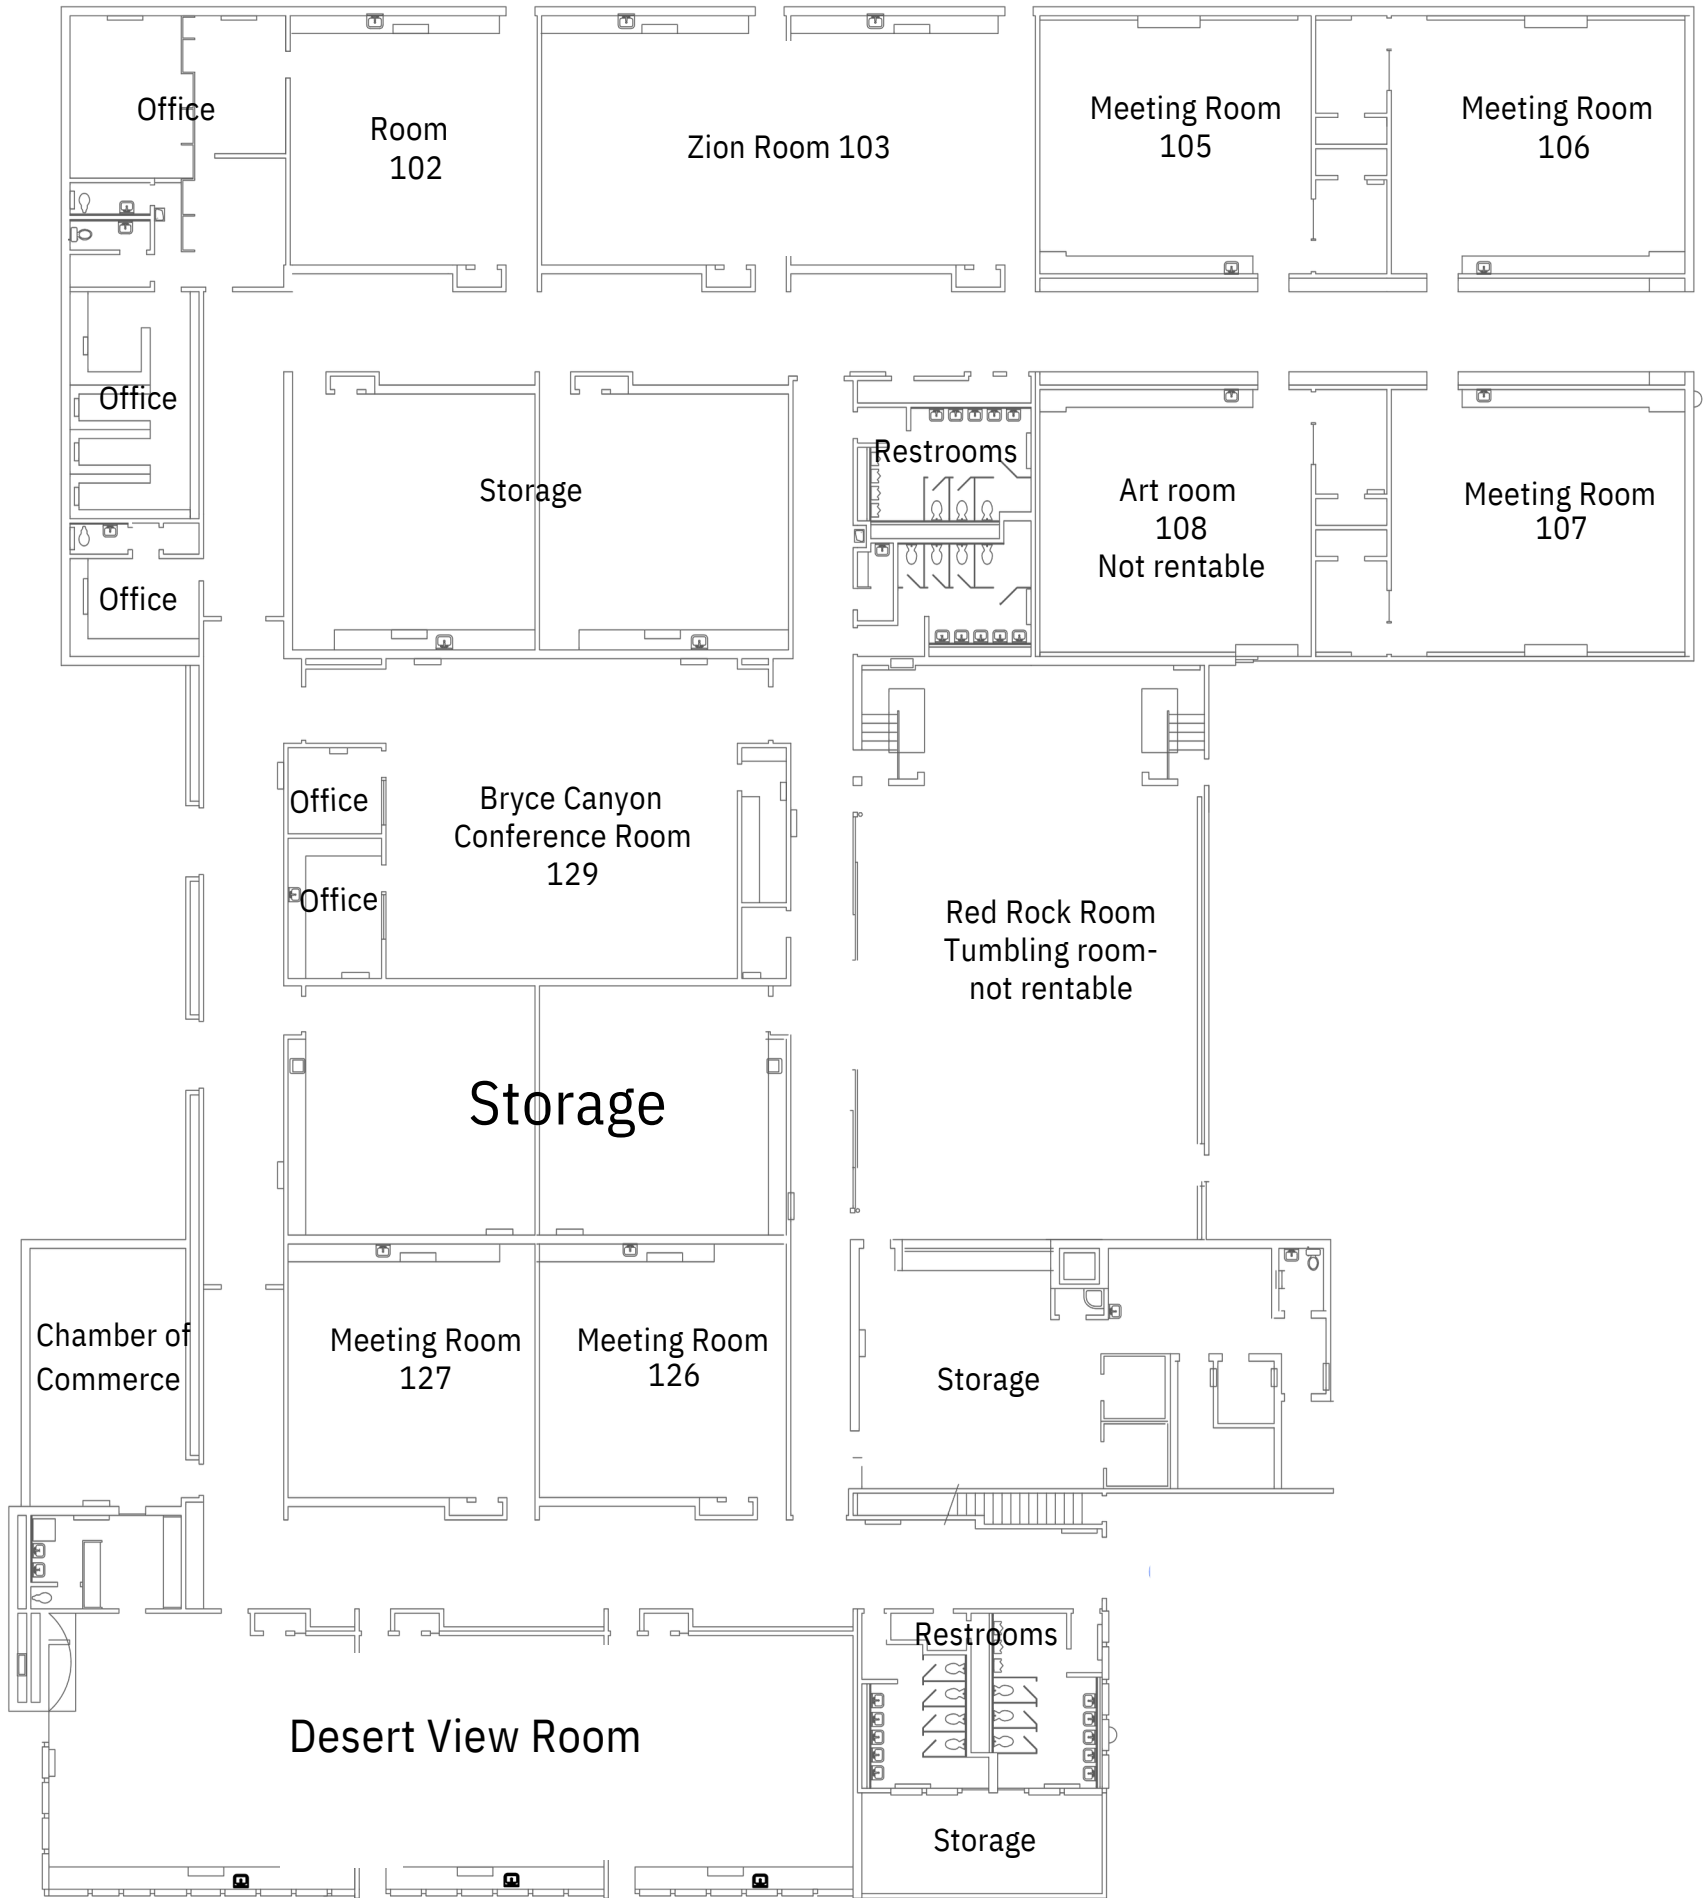 Office
Room
102
Zion Room 103
Meeting Room
105
Meeting Room
106
Office
Storage
Restrooms
Art room
108
Not rentable
Meeting Room
107
Office
Office
Office
Bryce Canyon
Conference Room
129
Red Rock Room
Tumbling room-
not rentable
Storage
Chamber of
Commerce
Meeting Room
127
Meeting Room
126
Storage
Restrooms
Desert View Room
Storage